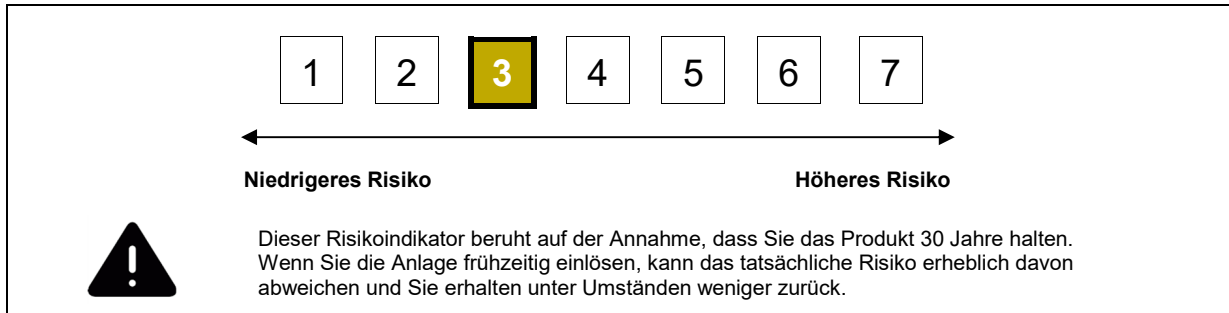 1 2 3 4 5 6 7
Niedrigeres Risiko Höheres Risiko
Dieser Risikoindikator beruht auf der Annahme, dass Sie das Produkt 30 Jahre halten.
Wenn Sie die Anlage frühzeitig einlösen, kann das tatsächliche Risiko erheblich davon
abweichen und Sie erhalten unter Umständen weniger zurück.